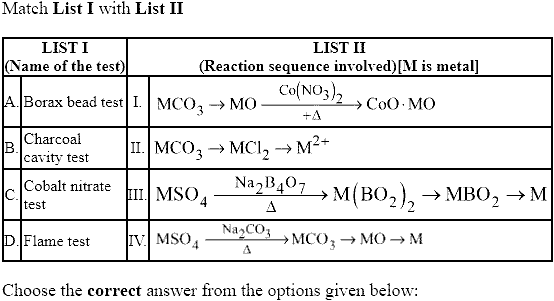 Match List I with List II
LIST I
(Name of the test)
LIST II
(Reaction sequence involved)[M is metal]
A. Borax bead test I. MCO₃ → MO —Co(NO₃)₂/+Δ→ CoO·MO
B. Charcoal cavity test II. MCO₃ → MCl₂ → M²⁺
C. Cobalt nitrate test III. MSO₄ —Na₂B₄O₇/Δ→ M(BO₂)₂ → MBO₂ → M
D. Flame test IV. MSO₄ —Na₂CO₃/Δ→ MCO₃ → MO → M
Choose the correct answer from the options given below: